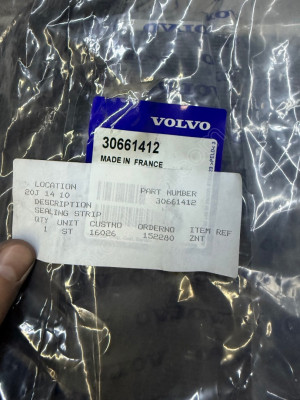 VOLVO
30661412
MADE IN FRANCE
LOCATION PART NUMBER
20J 14 10 30661412
DESCRIPTION
SEALING STRIP
QTY UNIT CUSTNO ORDERNO ITEM REF
1 ST 16026 152280 ZNT